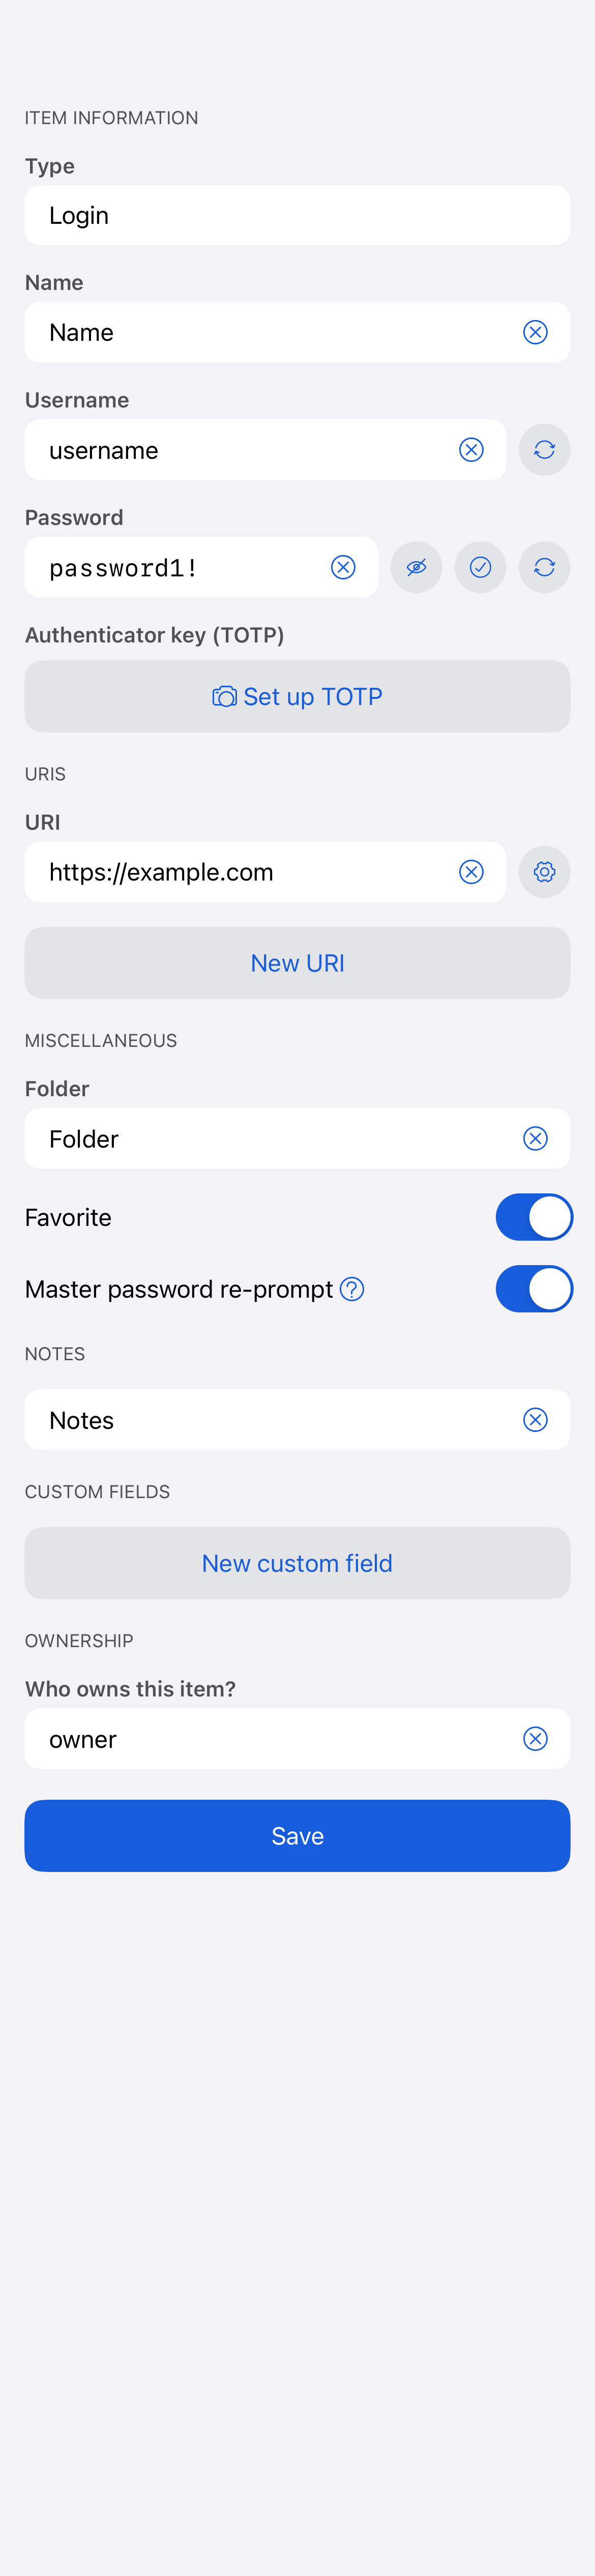 ITEM INFORMATION
Type
Login
Name
Name
Username
username
Password
password1!
Authenticator key (TOTP)
Set up TOTP
URIS
URI
https://example.com
New URI
MISCELLANEOUS
Folder
Folder
Favorite
Master password re-prompt
NOTES
Notes
CUSTOM FIELDS
New custom field
OWNERSHIP
Who owns this item?
owner
Save